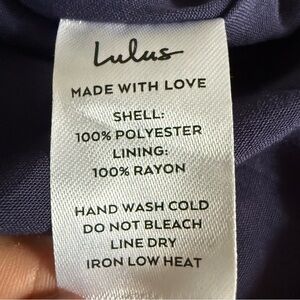 Lulus
MADE WITH LOVE
SHELL:
100% POLYESTER
LINING:
100% RAYON
HAND WASH COLD
DO NOT BLEACH
LINE DRY
IRON LOW HEAT